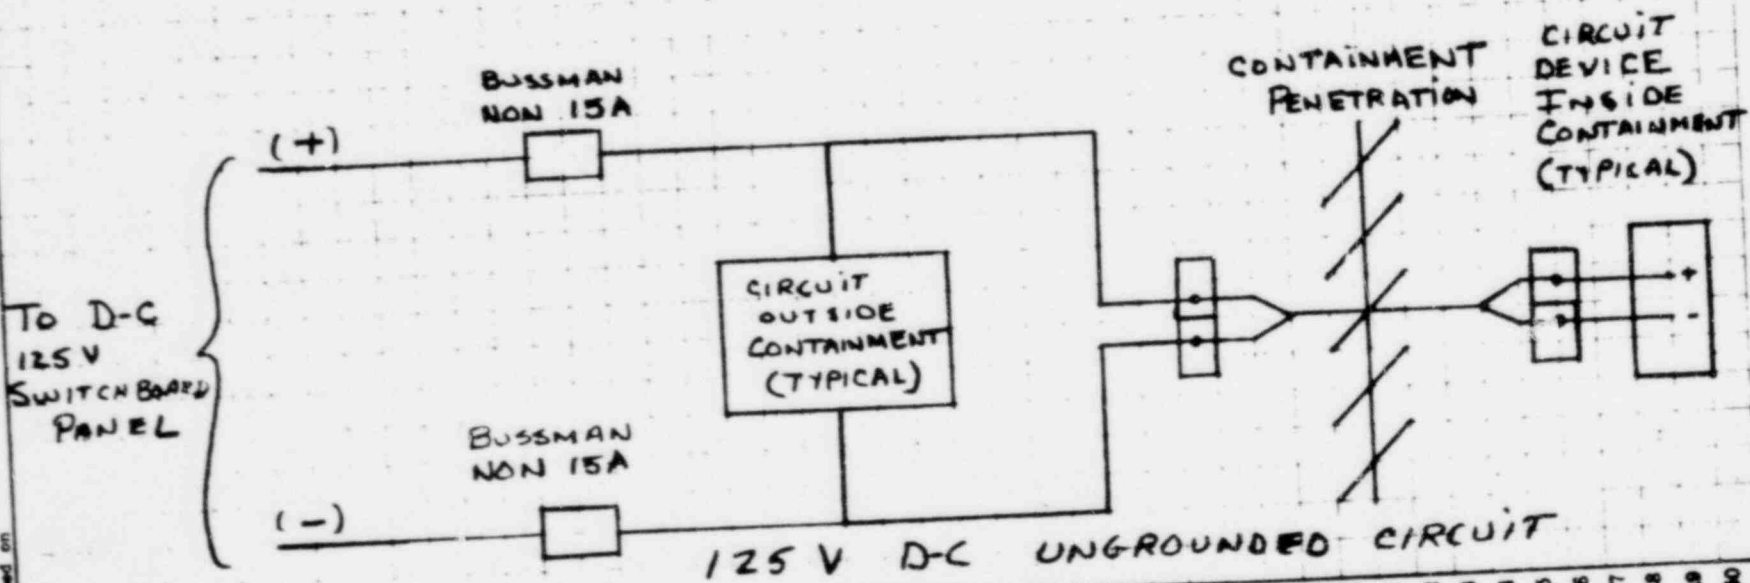 BUSSMAN
NON 15A
(+)
CONTAINMENT
PENETRATION
CIRCUIT
DEVICE
INSIDE
CONTAINMENT
(TYPICAL)
TO D-C
125 V
SWITCHBOARD
PANEL
CIRCUIT
OUTSIDE
CONTAINMENT
(TYPICAL)
+
-
BUSSMAN
NON 15A
(-)
125 V D-C UNGROUNDED CIRCUIT